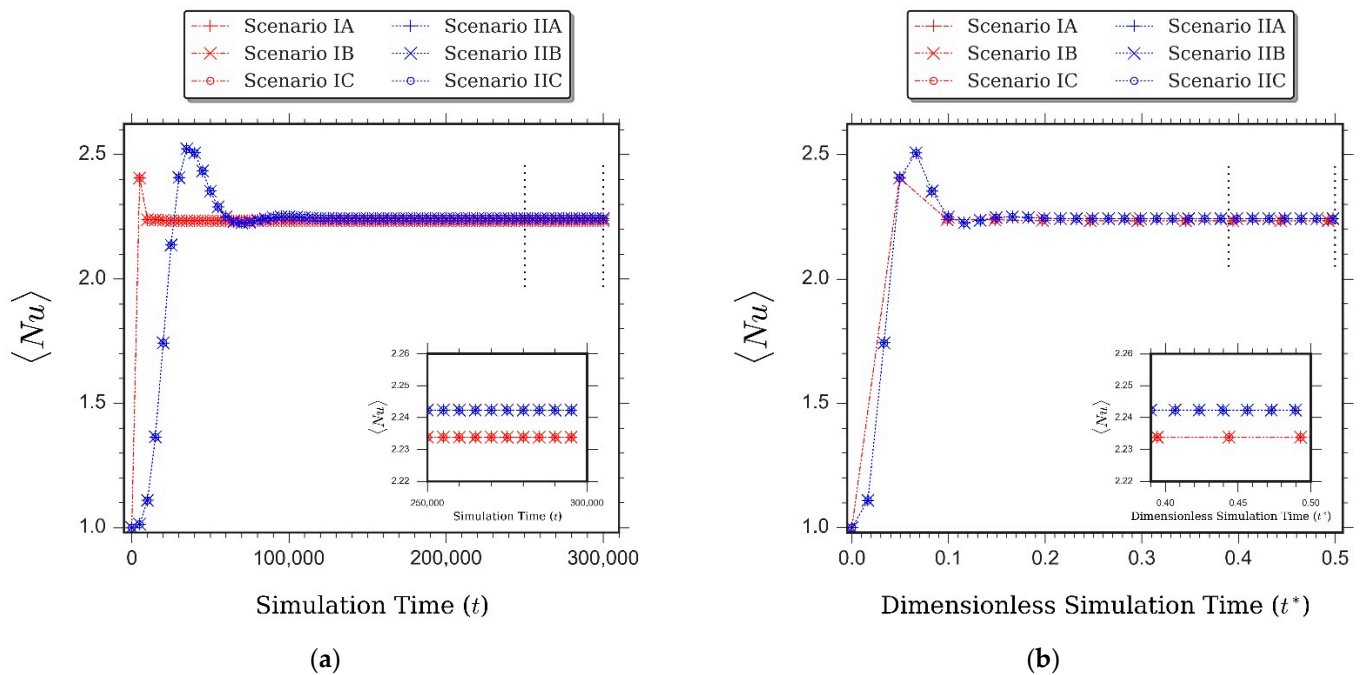 Scenario IA Scenario IIA
Scenario IB Scenario IIB
Scenario IC Scenario IIC
2.5
2.0
1.5
1.0
⟨Nu⟩
0 100,000 200,000 300,000
Simulation Time (t)
2.26
2.25
2.24
2.23
2.22
⟨Nu⟩
250,000 300,000
Simulation Time (t)
(a)
Scenario IA Scenario IIA
Scenario IB Scenario IIB
Scenario IC Scenario IIC
2.5
2.0
1.5
1.0
⟨Nu⟩
0.0 0.1 0.2 0.3 0.4 0.5
Dimensionless Simulation Time (t*)
2.26
2.25
2.24
2.23
2.22
⟨Nu⟩
0.40 0.45 0.50
Dimensionless Simulation Time (t*)
(b)